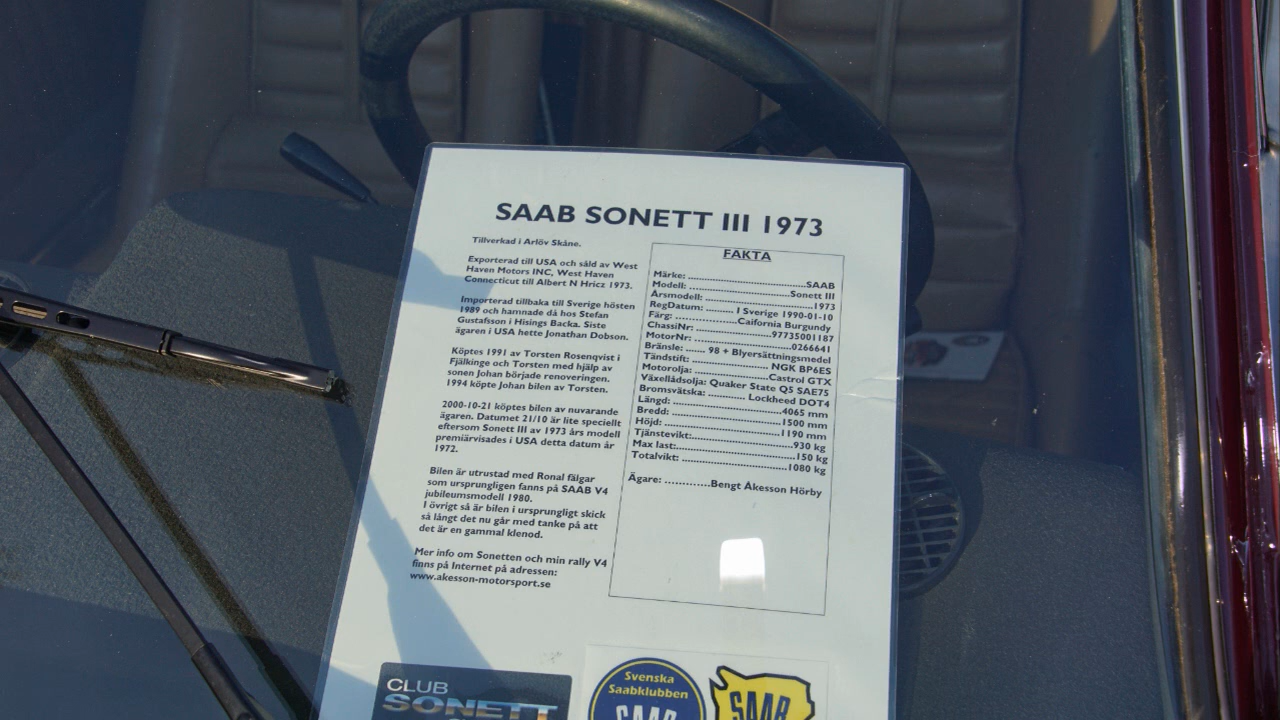 SAAB SONETT III 1973
Tillverkad i Arlöv Skåne.
Exporterad till USA och såld av West
Haven Motors INC, West Haven
Connecticut till Albert N Hricz 1973.
Importerad tillbaka till Sverige hösten
1989 och hamnade då hos Stefan
Gustafsson i Hisings Backa. Siste
ägaren i USA hette Jonathan Dobson.
Köptes 1991 av Torsten Rosenqvist i
Fjälkinge och Torsten med hjälp av
sonen Johan började renoveringen.
1994 köpte Johan bilen av Torsten.
2000-10-21 köptes bilen av nuvarande
ägaren. Datumet 21/10 är lite speciellt
eftersom Sonett III av 1973 års modell
premiärvisades i USA detta datum år
1972.
Bilen är utrustad med Ronal fälgar
som ursprungligen fanns på SAAB V4
jubileumsmodell 1980.
I övrigt så är bilen i ursprungligt skick
så långt det nu går med tanke på att
det är en gammal klenod.
Mer info om Sonetten och min rally V4
finns på Internet på adressen:
www.akesson-motorsport.se
FAKTA
Märke: ..............................SAAB
Modell: ..............................Sonett III
Årsmodell: ..............................1973
RegDatum: ......... I Sverige 1990-01-10
Färg: ..................Caifornia Burgundy
ChassiNr: ......................97735001187
MotorNr: ..............................0266641
Bränsle: ...... 98 + Blyersättningsmedel
Tändstift: ......................... NGK BP6ES
Motorolja: .........................Castrol GTX
Växellådsolja: Quaker State QS SAE75
Bromsvätska: ............ Lockheed DOT4
Längd: ..............................4065 mm
Bredd: ..............................1500 mm
Höjd: ..............................1190 mm
Tjänstevikt:..............................930 kg
Max last:..............................150 kg
Totalvikt: ..............................1080 kg
Ägare: ............Bengt Åkesson Hörby
CLUB
SONETT
Svenska
Saabklubben
SAAB
SAAB